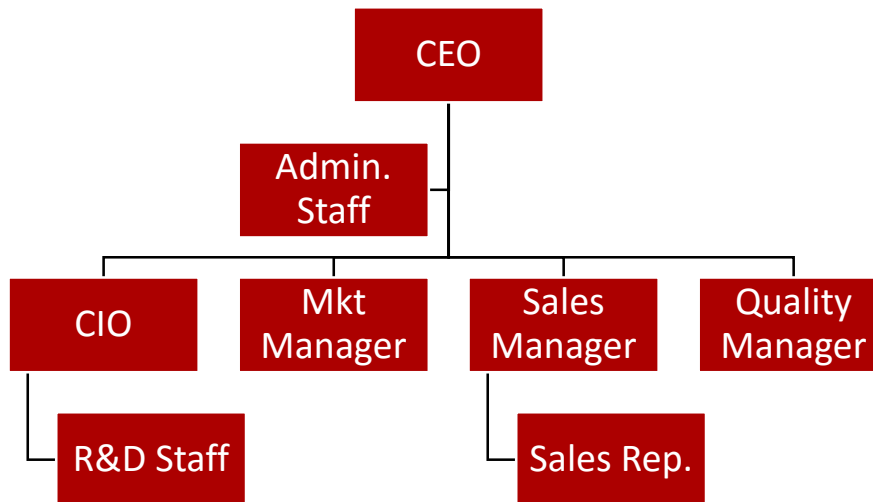 CEO
Admin.
Staff
CIO
Mkt
Manager
Sales
Manager
Quality
Manager
R&D Staff
Sales Rep.